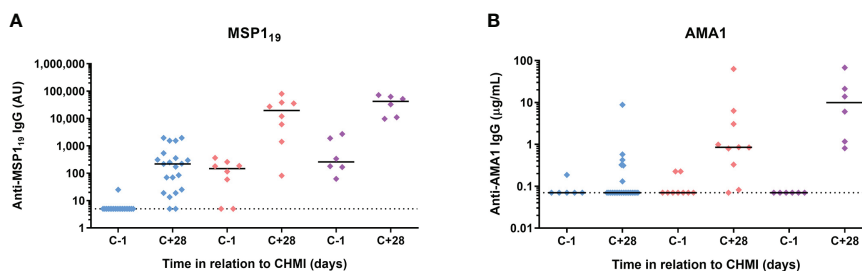 A
MSP1₁₉
Anti-MSP1₁₉ IgG (AU)
1,000,000
100,000
10,000
1,000
100
10
1
C-1 C+28 C-1 C+28 C-1 C+28
Time in relation to CHMI (days)
B
AMA1
Anti-AMA1 IgG (μg/mL)
100
10
1
0.10
0.01
C-1 C+28 C-1 C+28 C-1 C+28
Time in relation to CHMI (days)